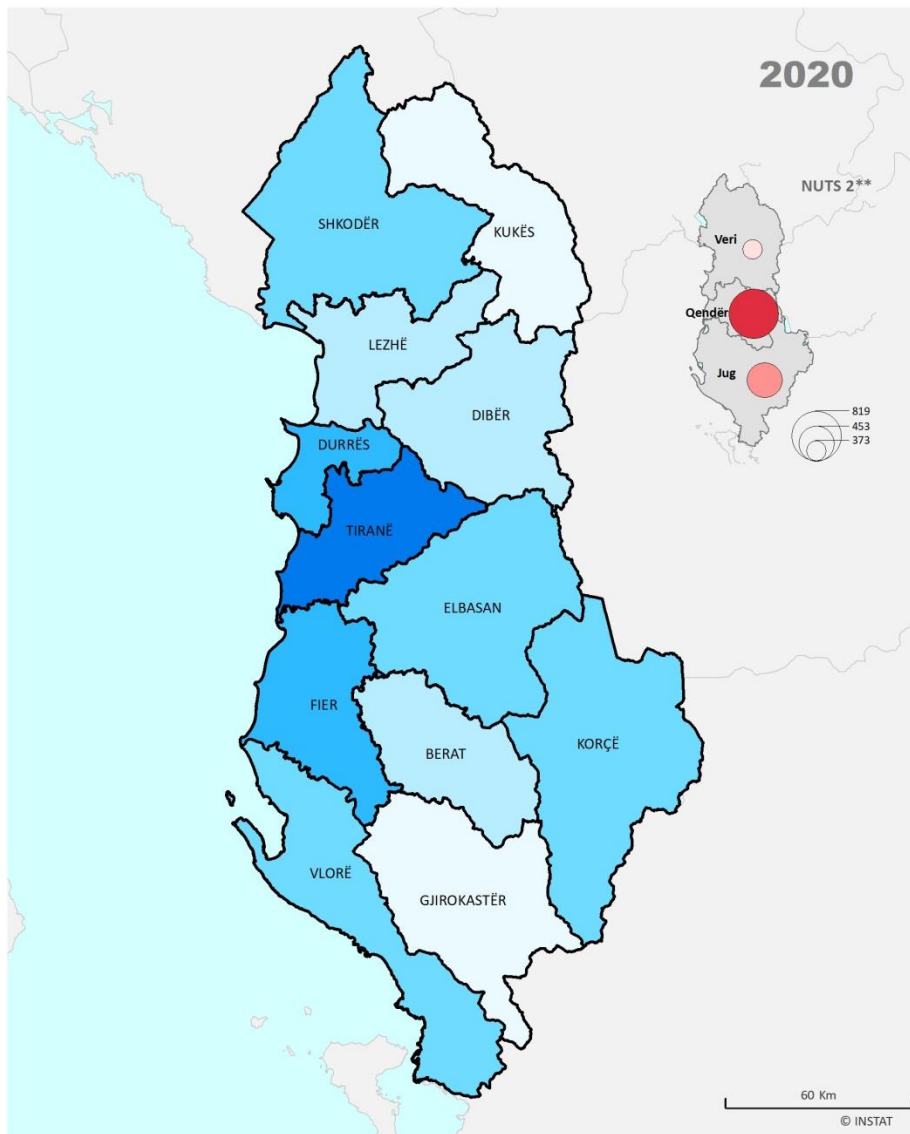 2020
NUTS 2**
SHKODËR
KUKËS
Veri
Qendër
LEZHË
Jug
DIBËR
819
453
373
DURRËS
TIRANË
ELBASAN
FIER
BERAT
KORÇË
VLORË
GJIROKASTËR
60 Km
© INSTAT